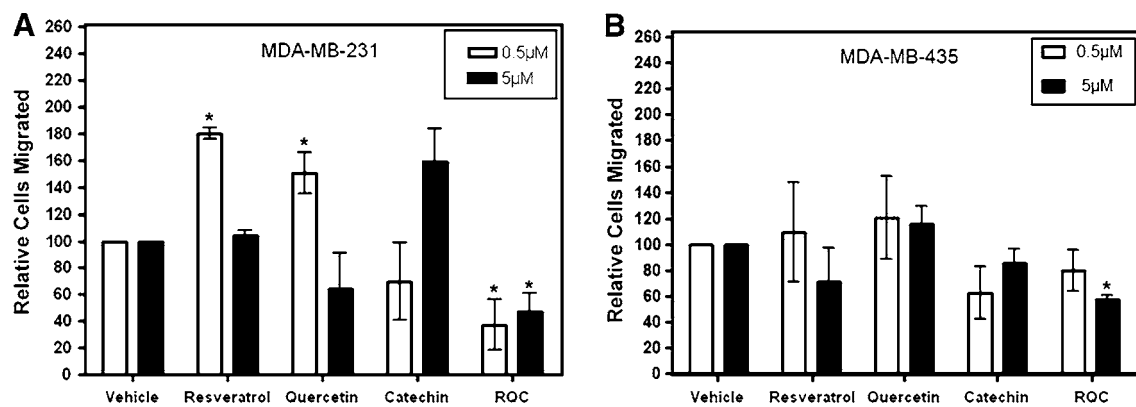 A
MDA-MB-231
0.5µM
5µM
Relative Cells Migrated
260
240
220
200
180
160
140
120
100
80
60
40
20
0
*
*
*
*
Vehicle
Resveratrol
Quercetin
Catechin
ROC
B
MDA-MB-435
0.5µM
5µM
Relative Cells Migrated
260
240
220
200
180
160
140
120
100
80
60
40
20
0
*
Vehicle
Resveratrol
Quercetin
Catechin
ROC